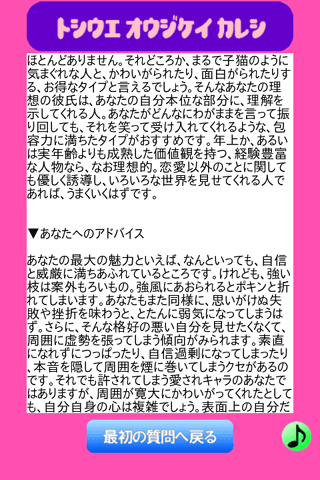 トシウエ オウジケイ カレシ
ほとんどありません。それどころか、まるで子猫のように
気まぐれな人と、かわいがられたり、面白がられたりす
る、お得なタイプと言えるでしょう。そんなあなたの理
想の彼氏は、あなたの自分本位な部分に、理解を
示してくれる人。あなたがどんなにわがままを言って振
り回しても、それを笑って受け入れてくれるような、包
容力に満ちたタイプがおすすめです。年上か、あるい
は実年齢よりも成熟した価値観を持つ、経験豊富
な人物なら、なお理想的。恋愛以外のことに関して
も優しく誘導し、いろいろな世界を見せてくれる人で
あれば、うまくいくはずです。
▼あなたへのアドバイス
あなたの最大の魅力といえば、なんといっても、自信
と威厳に満ちあふれているところです。けれども、強い
枝は案外もろいもの。強風にあおられるとポキンと折
れてしまいます。あなたもまた同様に、思いがけぬ失
敗や挫折を味わうと、とたんに弱気になってしまうは
ず。さらに、そんな格好の悪い自分を見せたくなくて、
周囲に虚勢を張ってしまう傾向がみられます。素直
になれずにつっぱったり、自信過剰になってしまったり
、本音を隠して周囲を煙に巻いてしまうクセがあるの
です。それでも許されてしまう愛されキャラのあなたで
はありますが、周囲が寛大にかわいがってくれたとして
も、自分自身の心は複雑でしょう。表面上の自分だ
最初の質問へ戻る